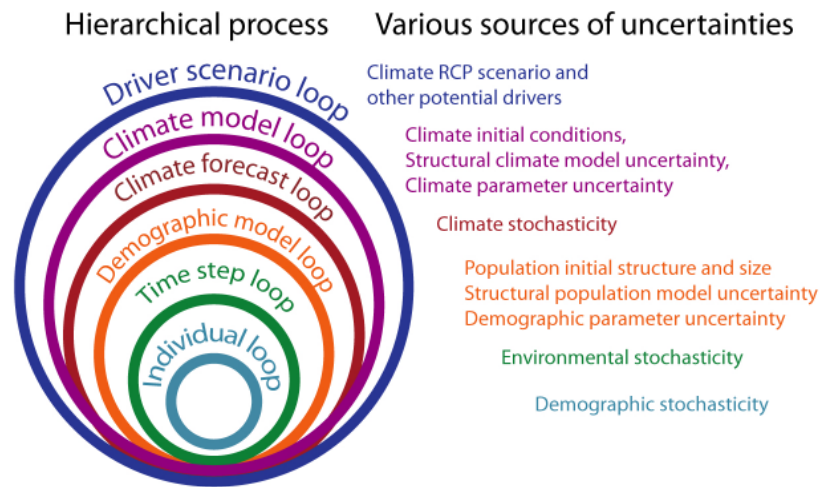 Hierarchical process
Various sources of uncertainties
Driver scenario loop
Climate RCP scenario and
other potential drivers
Climate model loop
Climate initial conditions,
Structural climate model uncertainty,
Climate parameter uncertainty
Climate forecast loop
Climate stochasticity
Demographic model loop
Population initial structure and size
Structural population model uncertainty
Demographic parameter uncertainty
Time step loop
Environmental stochasticity
Individual loop
Demographic stochasticity